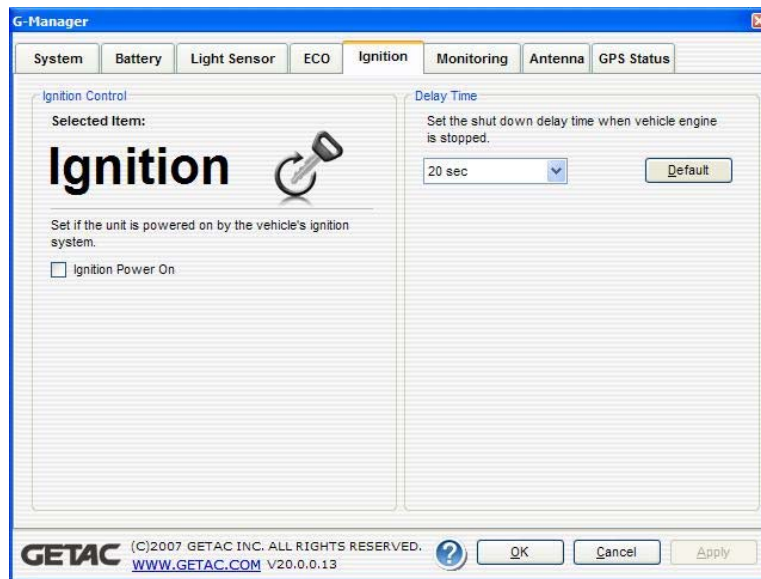 G-Manager
System Battery Light Sensor ECO Ignition Monitoring Antenna GPS Status
Ignition Control
Selected Item:
Ignition
Set if the unit is powered on by the vehicle's ignition
system.
Ignition Power On
Delay Time
Set the shut down delay time when vehicle engine
is stopped.
20 sec
Default
GETAC
(C)2007 GETAC INC. ALL RIGHTS RESERVED.
WWW.GETAC.COM V20.0.0.13
?
OK
Cancel
Apply